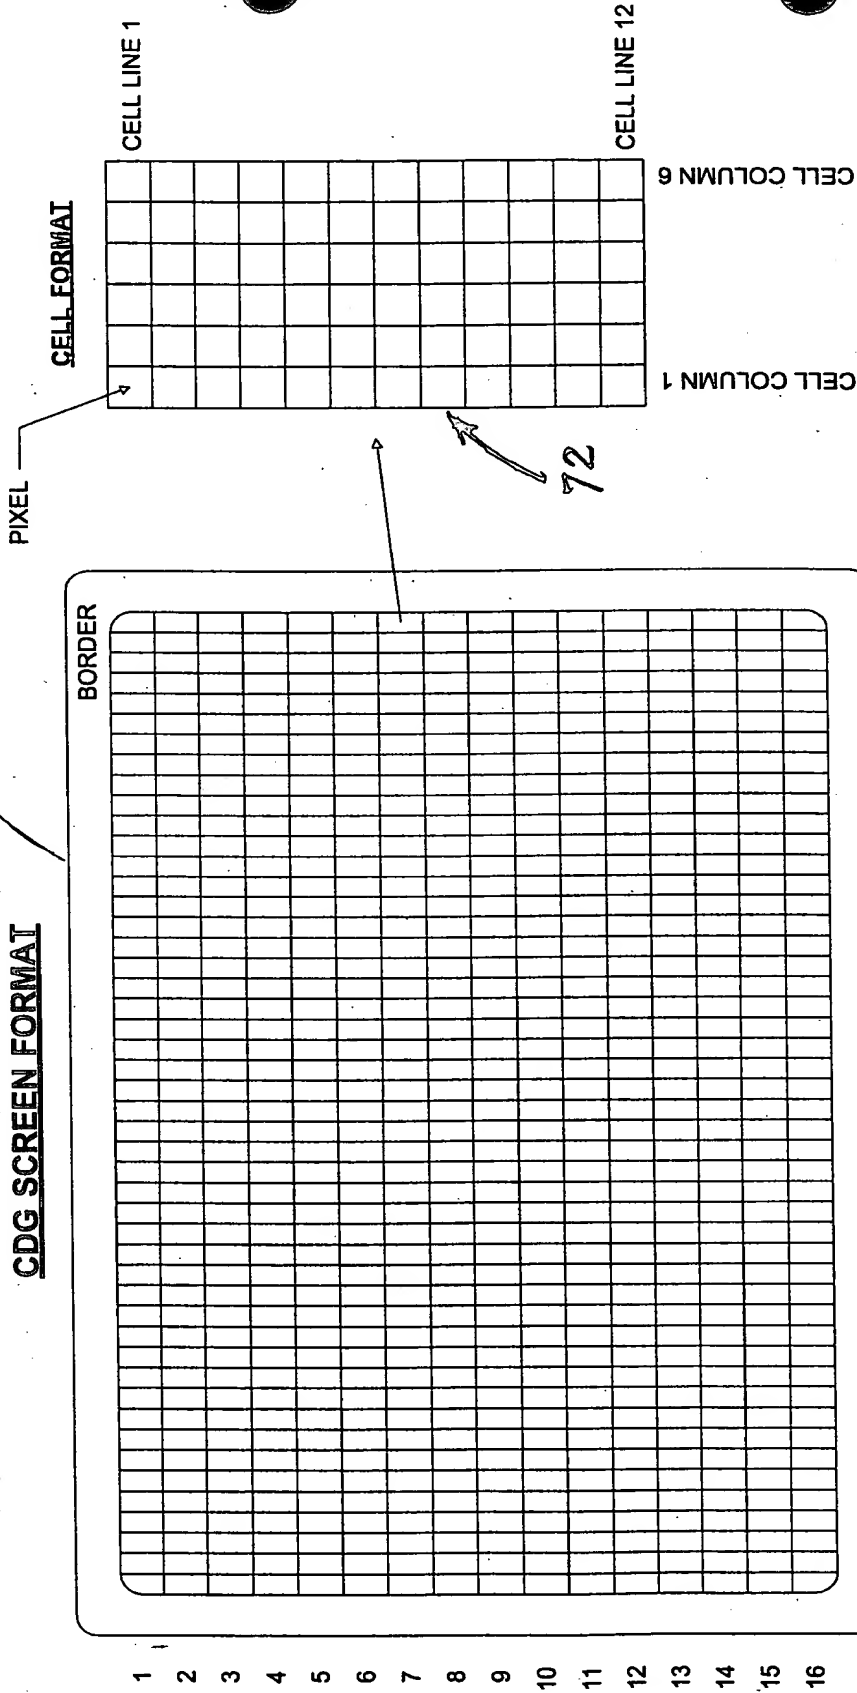 CDG SCREEN FORMAT
BORDER
1
2
3
4
5
6
7
8
9
10
11
12
13
14
15
16
PIXEL
CELL FORMAT
CELL LINE 1
CELL LINE 12
CELL COLUMN 1
CELL COLUMN 6
72